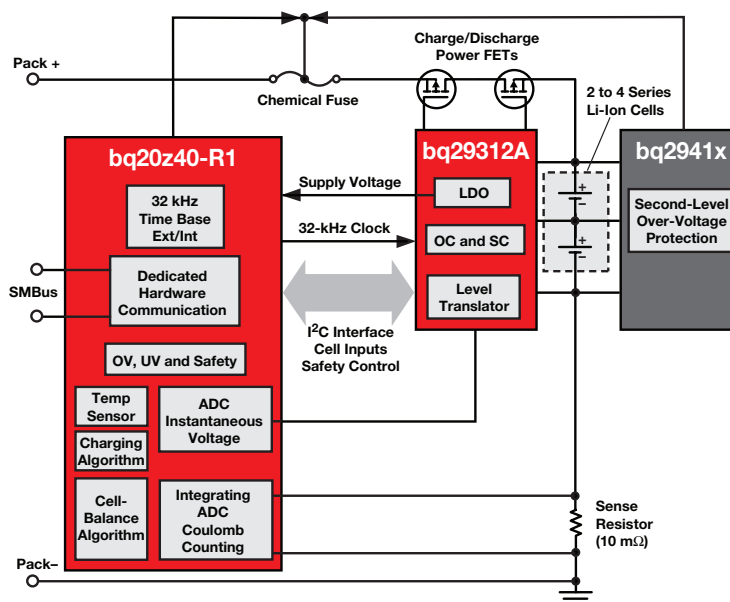 Charge/Discharge
Power FETs
Pack +
Chemical Fuse
2 to 4 Series
Li-Ion Cells
bq20z40-R1
bq29312A
bq2941x
Supply Voltage
LDO
32 kHz
Time Base
Ext/Int
Second-Level
Over-Voltage
Protection
32-kHz Clock
OC and SC
SMBus
Dedicated
Hardware
Communication
Level
Translator
I²C Interface
Cell Inputs
Safety Control
OV, UV and Safety
Temp
Sensor
ADC
Instantaneous
Voltage
Charging
Algorithm
Cell-
Balance
Algorithm
Integrating
ADC
Coulomb
Counting
Sense
Resistor
(10 mΩ)
Pack–
+
–
+
–